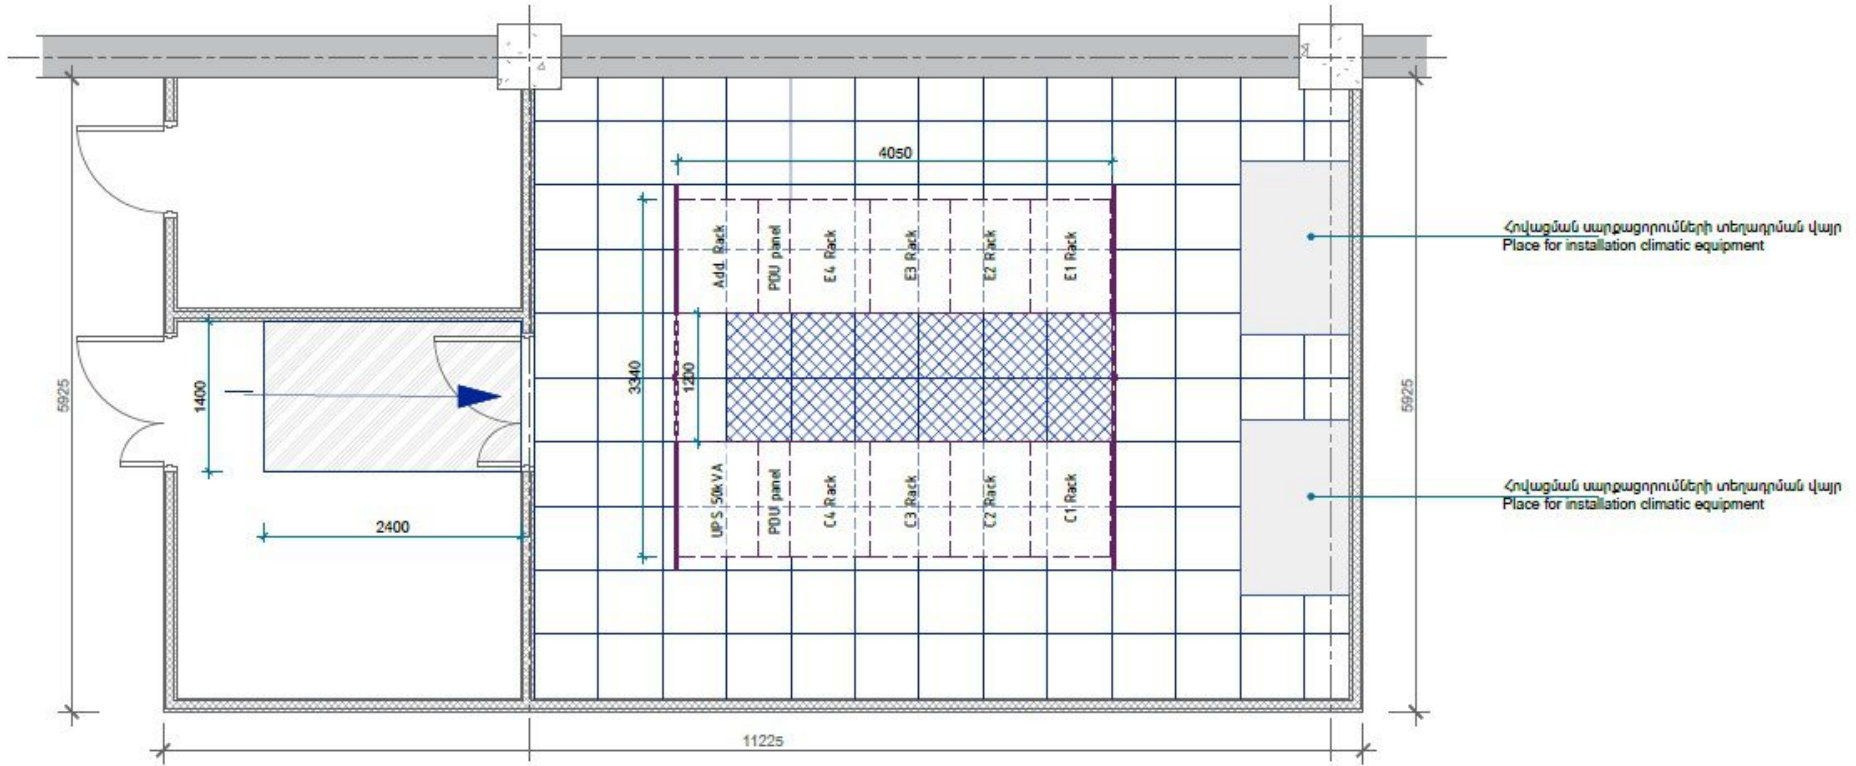 4050
Add. Rack
PDU panel
E4 Rack
E3 Rack
E2 Rack
E1 Rack
Հովացման սարքացորումների տեղադրման վայր
Place for installation climatic equipment
5925
1400
3340
1200
5925
UPS 50kVA
PDU panel
C4 Rack
C3 Rack
C2 Rack
C1 Rack
Հովացման սարքացորումների տեղադրման վայր
Place for installation climatic equipment
2400
11225